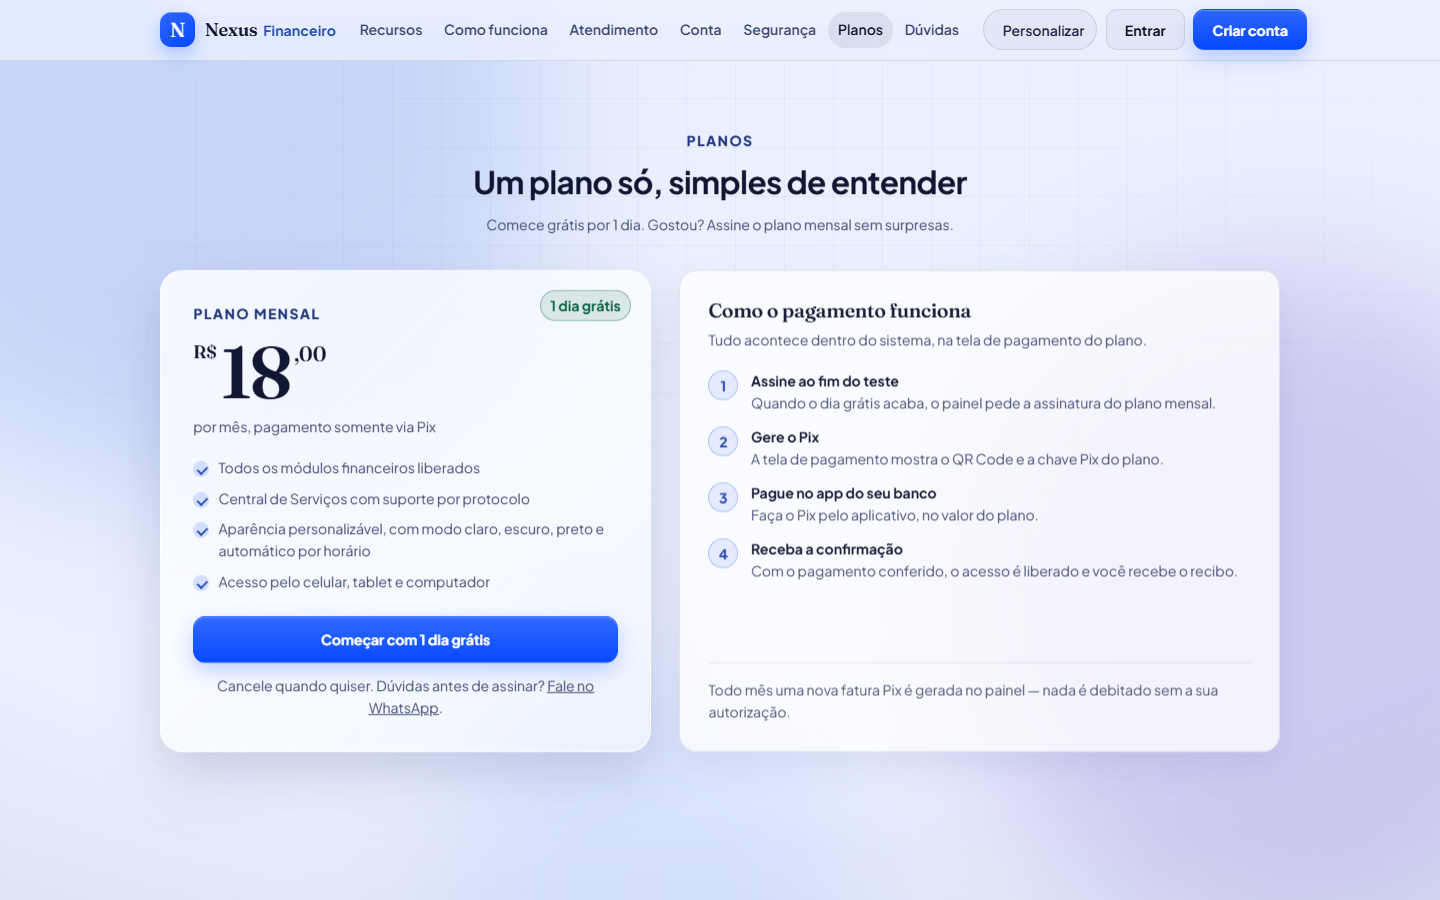 N Nexus Financeiro Recursos Como funciona Atendimento Conta Segurança Planos Dúvidas Personalizar Entrar Criar conta
PLANOS
Um plano só, simples de entender
Comece grátis por 1 dia. Gostou? Assine o plano mensal sem surpresas.
1 dia grátis
PLANO MENSAL
R$ 18 ,00
por mês, pagamento somente via Pix
Todos os módulos financeiros liberados
Central de Serviços com suporte por protocolo
Aparência personalizável, com modo claro, escuro, preto e
automático por horário
Acesso pelo celular, tablet e computador
Começar com 1 dia grátis
Cancele quando quiser. Dúvidas antes de assinar? Fale no
WhatsApp.
Como o pagamento funciona
Tudo acontece dentro do sistema, na tela de pagamento do plano.
1 Assine ao fim do teste
Quando o dia grátis acaba, o painel pede a assinatura do plano mensal.
2 Gere o Pix
A tela de pagamento mostra o QR Code e a chave Pix do plano.
3 Pague no app do seu banco
Faça o Pix pelo aplicativo, no valor do plano.
4 Receba a confirmação
Com o pagamento conferido, o acesso é liberado e você recebe o recibo.
Todo mês uma nova fatura Pix é gerada no painel — nada é debitado sem a sua
autorização.